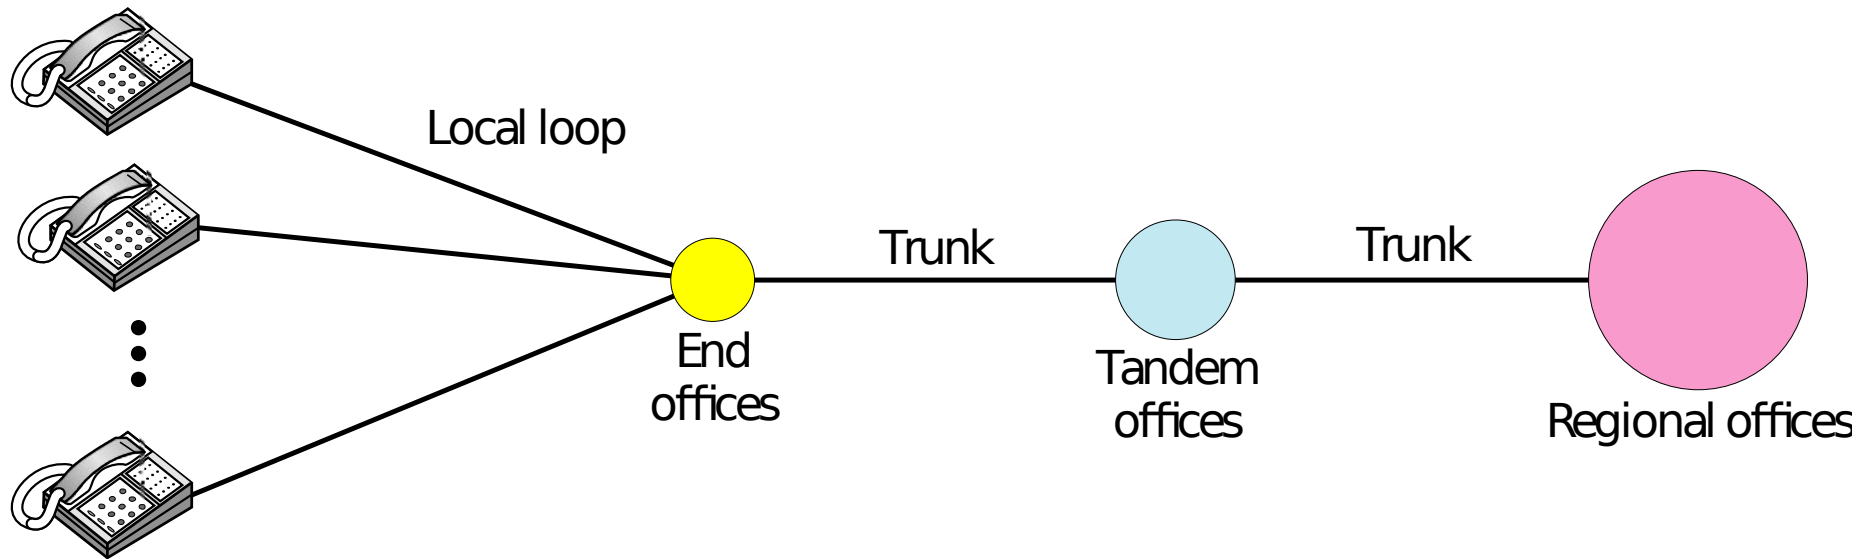 Local loop
Trunk
Trunk
End
offices
Tandem
offices
Regional offices